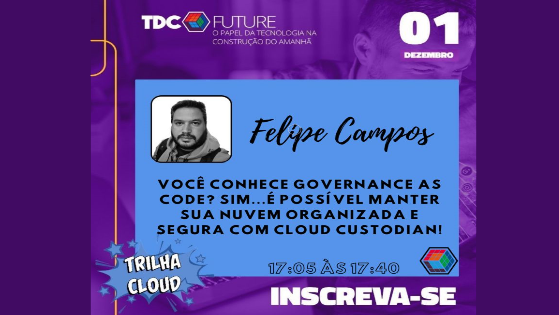 TDC FUTURE
O PAPEL DA TECNOLOGIA NA
CONSTRUÇÃO DO AMANHÃ
01
DEZEMBRO
Felipe Campos
VOCÊ CONHECE GOVERNANCE AS
CODE? SIM...É POSSÍVEL MANTER
SUA NUVEM ORGANIZADA E
SEGURA COM CLOUD CUSTODIAN!
TRILHA
CLOUD
17:05 ÀS 17:40
INSCREVA-SE